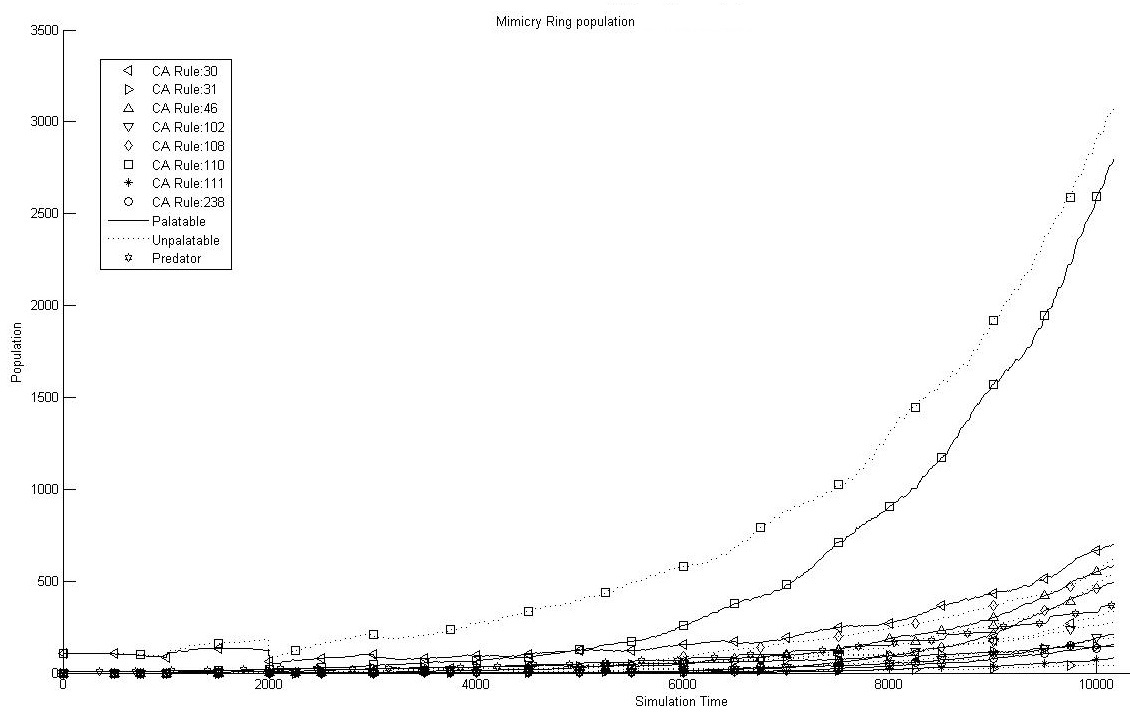 Mimicry Ring population
3500
3000
2500
2000
1500
1000
500
0
CA Rule:30
CA Rule:31
CA Rule:46
CA Rule:102
CA Rule:108
CA Rule:110
CA Rule:111
CA Rule:238
Palatable
Unpalatable
Predator
Population
0 2000 4000 6000 8000 10000
Simulation Time